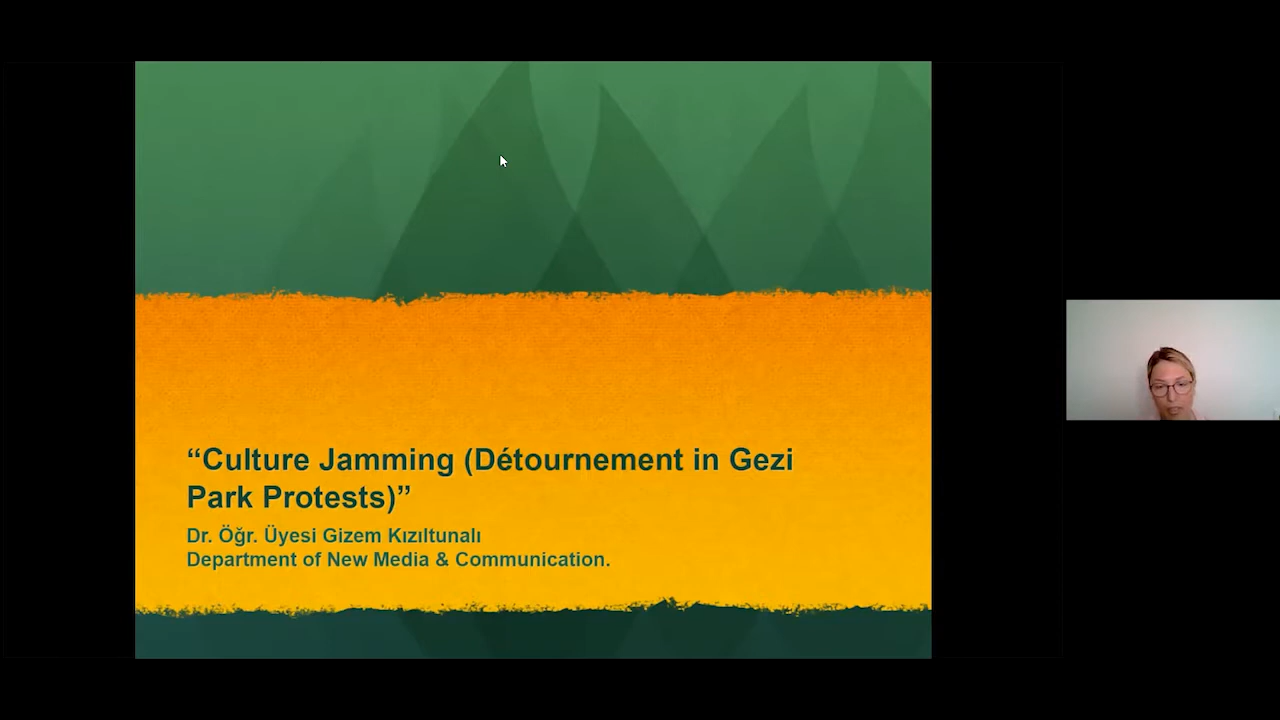 “Culture Jamming (Détournement in Gezi
Park Protests)”
Dr. Öğr. Üyesi Gizem Kızıltunalı
Department of New Media & Communication.